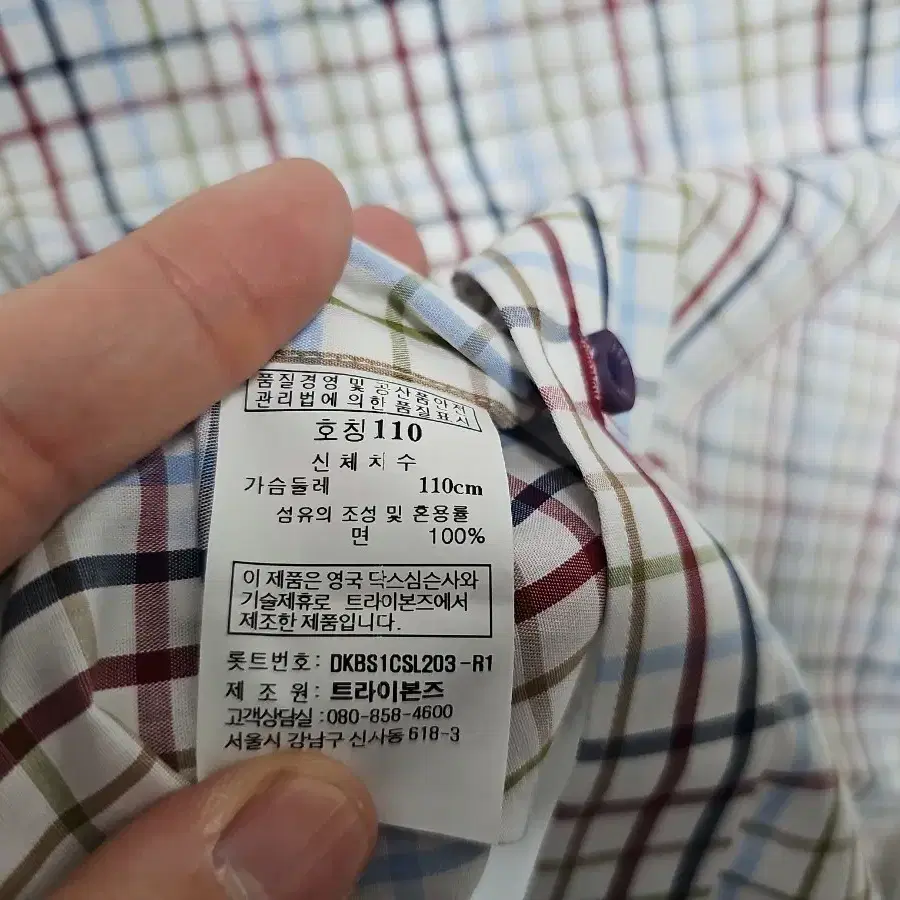 품질경영 및 공산품안전
관리법에 의한 품질표시
호칭 110
신체치수
가슴둘레 110cm
섬유의 조성 및 혼용률
면 100%
이 제품은 영국 닥스심슨사와
기술제휴로 트라이본즈에서
제조한 제품입니다.
롯트번호: DKBS1CSL203-R1
제 조 원: 트라이본즈
고객상담실:080-858-4600
서울시 강남구 신사동 618-3